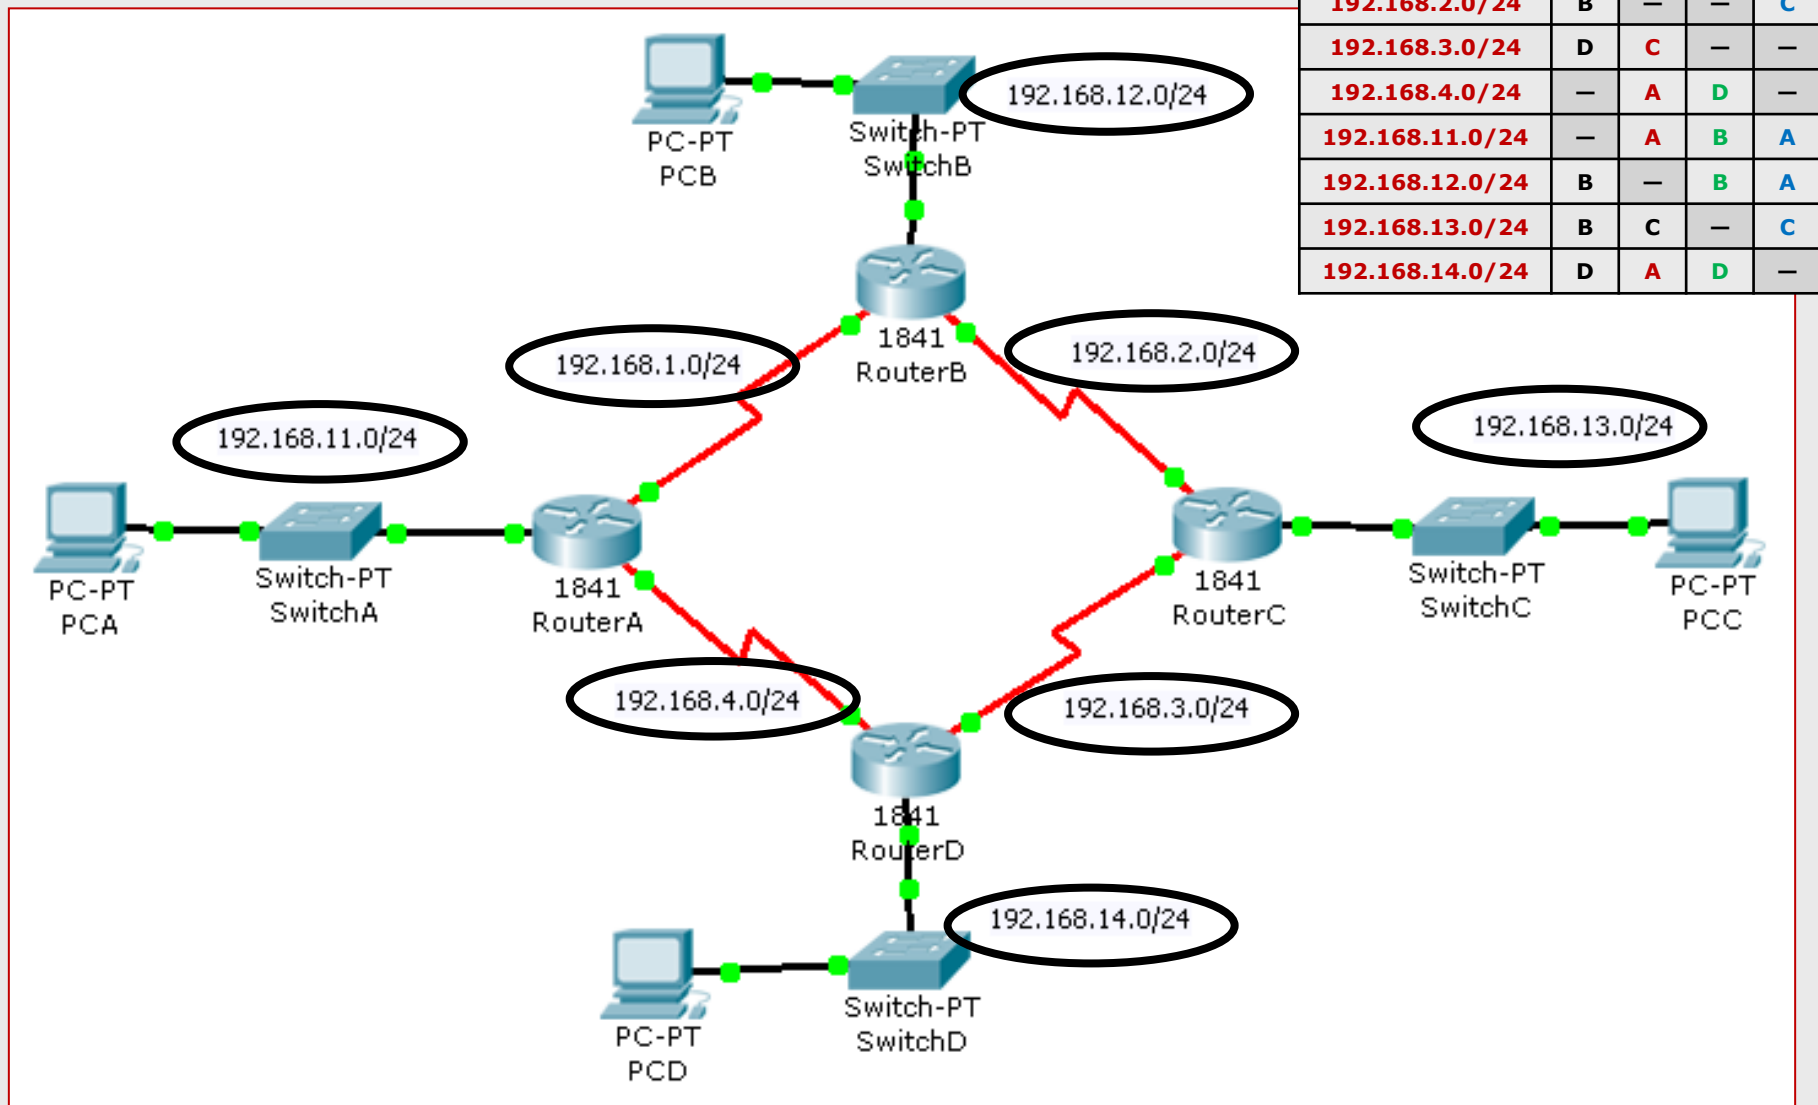 192.168.2.0/24 B — — C
192.168.3.0/24 D C — —
192.168.4.0/24 — A D —
192.168.11.0/24 — A B A
192.168.12.0/24 B — B A
192.168.13.0/24 B C — C
192.168.14.0/24 D A D —
192.168.12.0/24
PC-PT
PCB
Switch-PT
SwitchB
1841
RouterB
192.168.1.0/24
192.168.2.0/24
192.168.11.0/24
192.168.13.0/24
PC-PT
PCA
Switch-PT
SwitchA
1841
RouterA
1841
RouterC
Switch-PT
SwitchC
PC-PT
PCC
192.168.4.0/24
192.168.3.0/24
1841
RouterD
192.168.14.0/24
PC-PT
PCD
Switch-PT
SwitchD